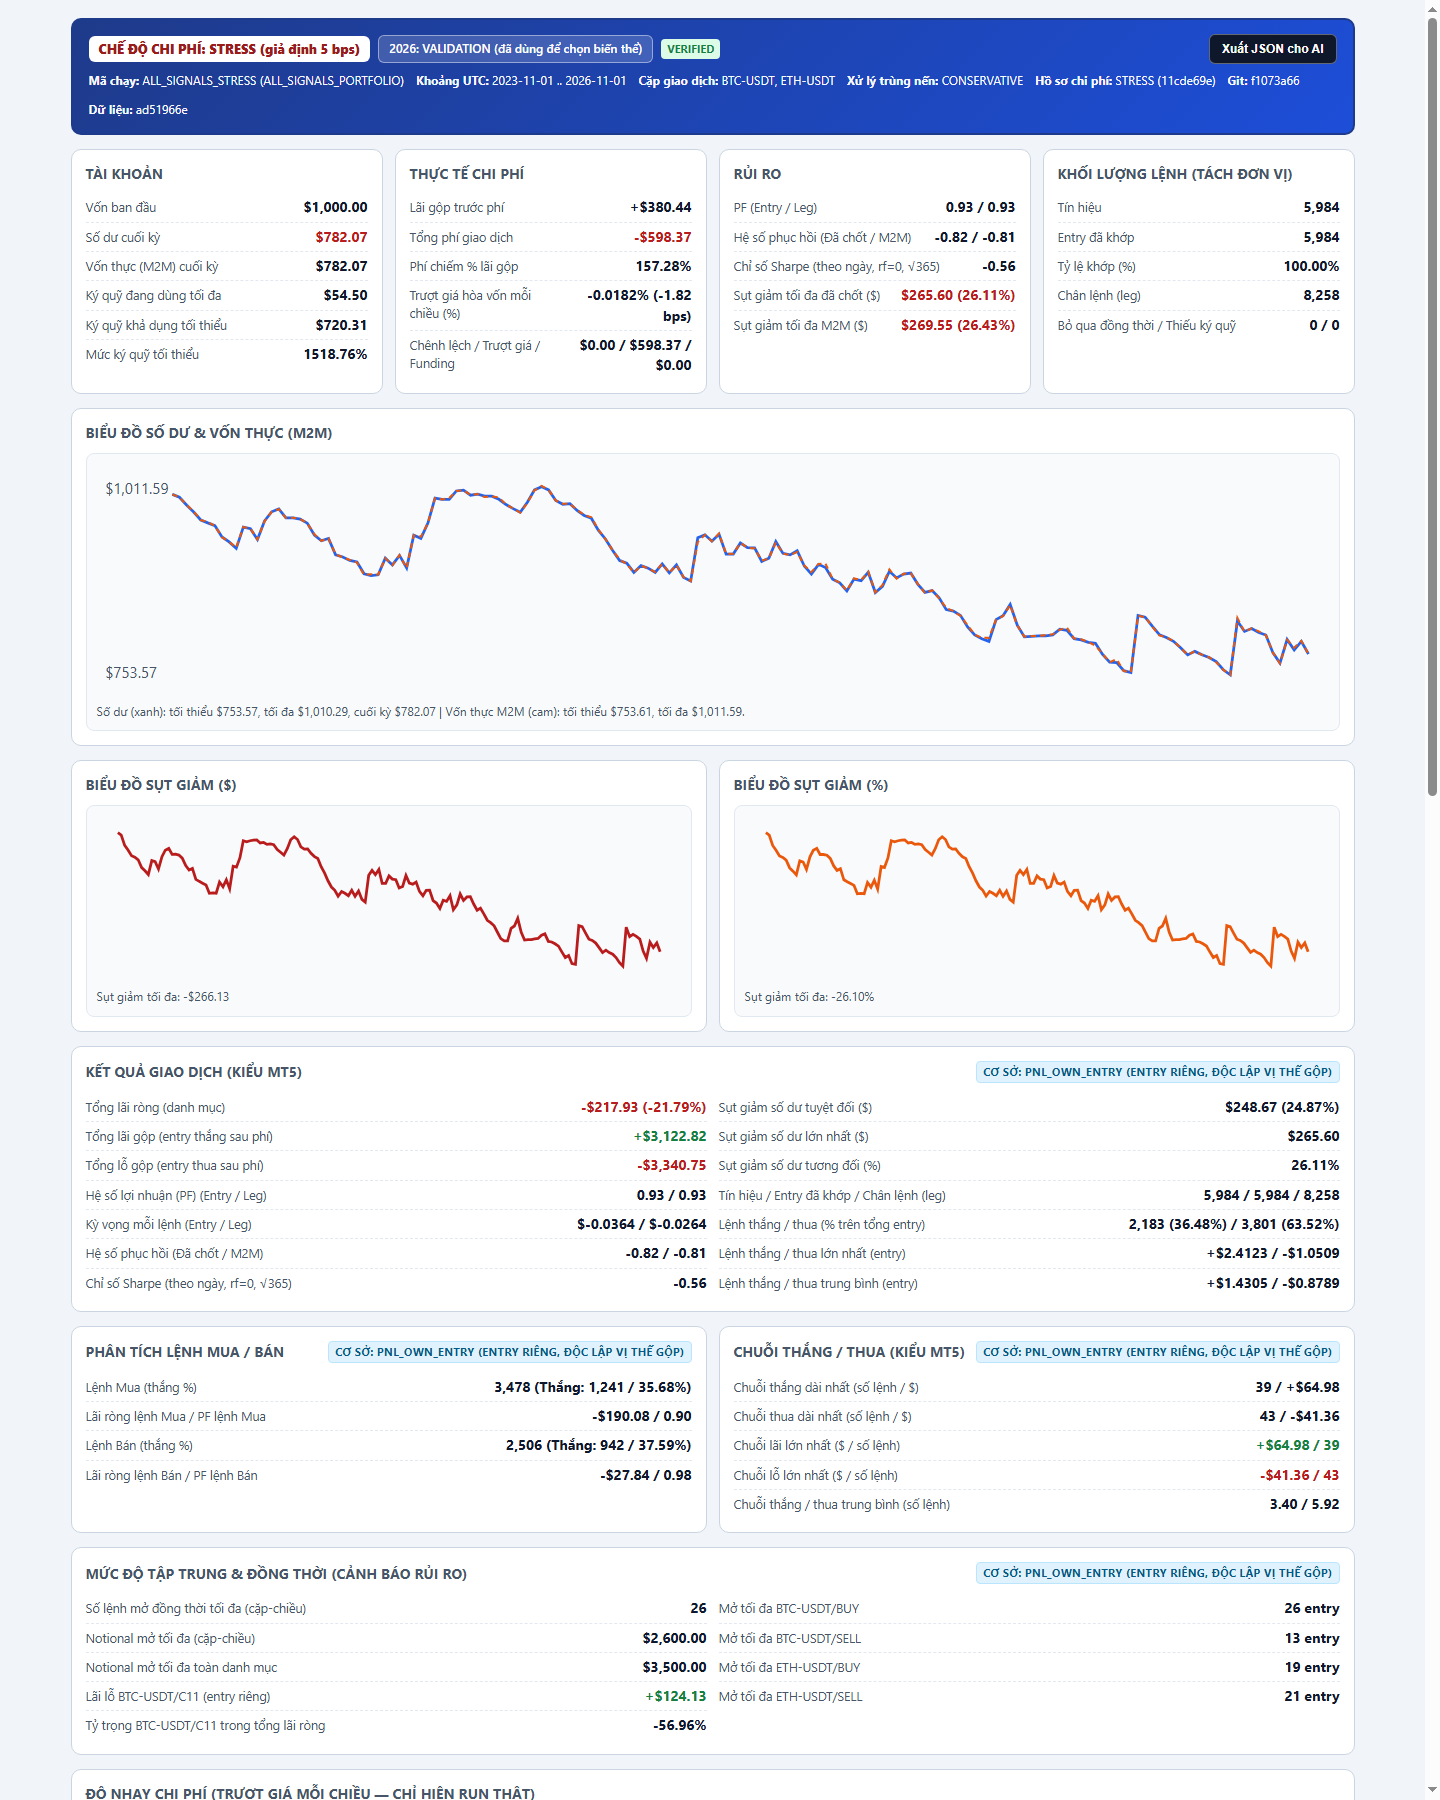 CHẾ ĐỘ CHI PHÍ: STRESS (giả định 5 bps)
2026: VALIDATION (đã dùng để chọn biến thể)
VERIFIED
Xuất JSON cho AI
Mã chạy: ALL_SIGNALS_STRESS (ALL_SIGNALS_PORTFOLIO) Khoảng UTC: 2023-11-01 .. 2026-11-01 Cặp giao dịch: BTC-USDT, ETH-USDT Xử lý trùng nến: CONSERVATIVE Hồ sơ chi phí: STRESS (11cde69e) Git: f1073a66
Dữ liệu: ad51966e
TÀI KHOẢN
Vốn ban đầu $1,000.00
Số dư cuối kỳ $782.07
Vốn thực (M2M) cuối kỳ $782.07
Ký quỹ đang dùng tối đa $54.50
Ký quỹ khả dụng tối thiểu $720.31
Mức ký quỹ tối thiểu 1518.76%
THỰC TẾ CHI PHÍ
Lãi gộp trước phí +$380.44
Tổng phí giao dịch -$598.37
Phí chiếm % lãi gộp 157.28%
Trượt giá hòa vốn mỗi chiều (%) -0.0182% (-1.82 bps)
Chênh lệch / Trượt giá / Funding $0.00 / $598.37 / $0.00
RỦI RO
PF (Entry / Leg) 0.93 / 0.93
Hệ số phục hồi (Đã chốt / M2M) -0.82 / -0.81
Chỉ số Sharpe (theo ngày, rf=0, √365) -0.56
Sụt giảm tối đa đã chốt ($) $265.60 (26.11%)
Sụt giảm tối đa M2M ($) $269.55 (26.43%)
KHỐI LƯỢNG LỆNH (TÁCH ĐƠN VỊ)
Tín hiệu 5,984
Entry đã khớp 5,984
Tỷ lệ khớp (%) 100.00%
Chân lệnh (leg) 8,258
Bỏ qua đồng thời / Thiếu ký quỹ 0 / 0
BIỂU ĐỒ SỐ DƯ & VỐN THỰC (M2M)
$1,011.59
$753.57
Số dư (xanh): tối thiểu $753.57, tối đa $1,010.29, cuối kỳ $782.07 | Vốn thực M2M (cam): tối thiểu $753.61, tối đa $1,011.59.
BIỂU ĐỒ SỤT GIẢM ($)
Sụt giảm tối đa: -$266.13
BIỂU ĐỒ SỤT GIẢM (%)
Sụt giảm tối đa: -26.10%
KẾT QUẢ GIAO DỊCH (KIỂU MT5)
CƠ SỞ: PNL_OWN_ENTRY (ENTRY RIÊNG, ĐỘC LẬP VỊ THẾ GỘP)
Tổng lãi ròng (danh mục) -$217.93 (-21.79%)
Tổng lãi gộp (entry thắng sau phí) +$3,122.82
Tổng lỗ gộp (entry thua sau phí) -$3,340.75
Hệ số lợi nhuận (PF) (Entry / Leg) 0.93 / 0.93
Kỳ vọng mỗi lệnh (Entry / Leg) $-0.0364 / $-0.0264
Hệ số phục hồi (Đã chốt / M2M) -0.82 / -0.81
Chỉ số Sharpe (theo ngày, rf=0, √365) -0.56
Sụt giảm số dư tuyệt đối ($) $248.67 (24.87%)
Sụt giảm số dư lớn nhất ($) $265.60
Sụt giảm số dư tương đối (%) 26.11%
Tín hiệu / Entry đã khớp / Chân lệnh (leg) 5,984 / 5,984 / 8,258
Lệnh thắng / thua (% trên tổng entry) 2,183 (36.48%) / 3,801 (63.52%)
Lệnh thắng / thua lớn nhất (entry) +$2.4123 / -$1.0509
Lệnh thắng / thua trung bình (entry) +$1.4305 / -$0.8789
PHÂN TÍCH LỆNH MUA / BÁN
CƠ SỞ: PNL_OWN_ENTRY (ENTRY RIÊNG, ĐỘC LẬP VỊ THẾ GỘP)
Lệnh Mua (thắng %) 3,478 (Thắng: 1,241 / 35.68%)
Lãi ròng lệnh Mua / PF lệnh Mua -$190.08 / 0.90
Lệnh Bán (thắng %) 2,506 (Thắng: 942 / 37.59%)
Lãi ròng lệnh Bán / PF lệnh Bán -$27.84 / 0.98
CHUỖI THẮNG / THUA (KIỂU MT5)
CƠ SỞ: PNL_OWN_ENTRY (ENTRY RIÊNG, ĐỘC LẬP VỊ THẾ GỘP)
Chuỗi thắng dài nhất (số lệnh / $) 39 / +$64.98
Chuỗi thua dài nhất (số lệnh / $) 43 / -$41.36
Chuỗi lãi lớn nhất ($ / số lệnh) +$64.98 / 39
Chuỗi lỗ lớn nhất ($ / số lệnh) -$41.36 / 43
Chuỗi thắng / thua trung bình (số lệnh) 3.40 / 5.92
MỨC ĐỘ TẬP TRUNG & ĐỒNG THỜI (CẢNH BÁO RỦI RO)
CƠ SỞ: PNL_OWN_ENTRY (ENTRY RIÊNG, ĐỘC LẬP VỊ THẾ GỘP)
Số lệnh mở đồng thời tối đa (cặp-chiều) 26
Notional mở tối đa (cặp-chiều) $2,600.00
Notional mở tối đa toàn danh mục $3,500.00
Lãi lỗ BTC-USDT/C11 (entry riêng) +$124.13
Tỷ trọng BTC-USDT/C11 trong tổng lãi ròng -56.96%
Mở tối đa BTC-USDT/BUY 26 entry
Mở tối đa BTC-USDT/SELL 13 entry
Mở tối đa ETH-USDT/BUY 19 entry
Mở tối đa ETH-USDT/SELL 21 entry
ĐỘ NHẠY CHI PHÍ (TRƯỢT GIÁ MỖI CHIỀU — CHỈ HIỆN RUN THẬT)